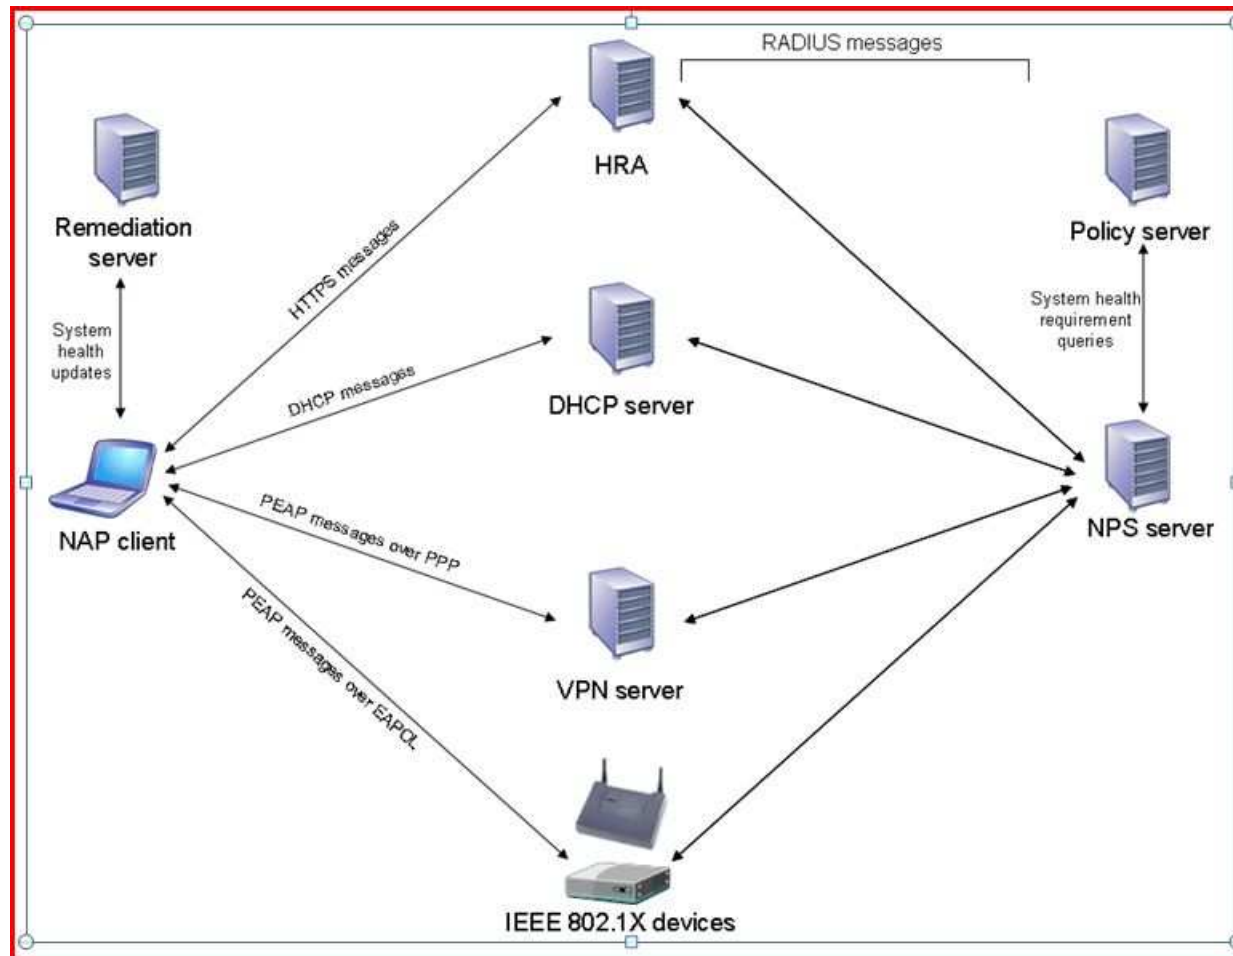 RADIUS messages
HRA
Remediation
server
Policy server
HTTPS messages
System
health
updates
System health
requirement
queries
DHCP messages
DHCP server
NAP client
NPS server
PEAP messages over PPP
PEAP messages over EAPOL
VPN server
IEEE 802.1X devices